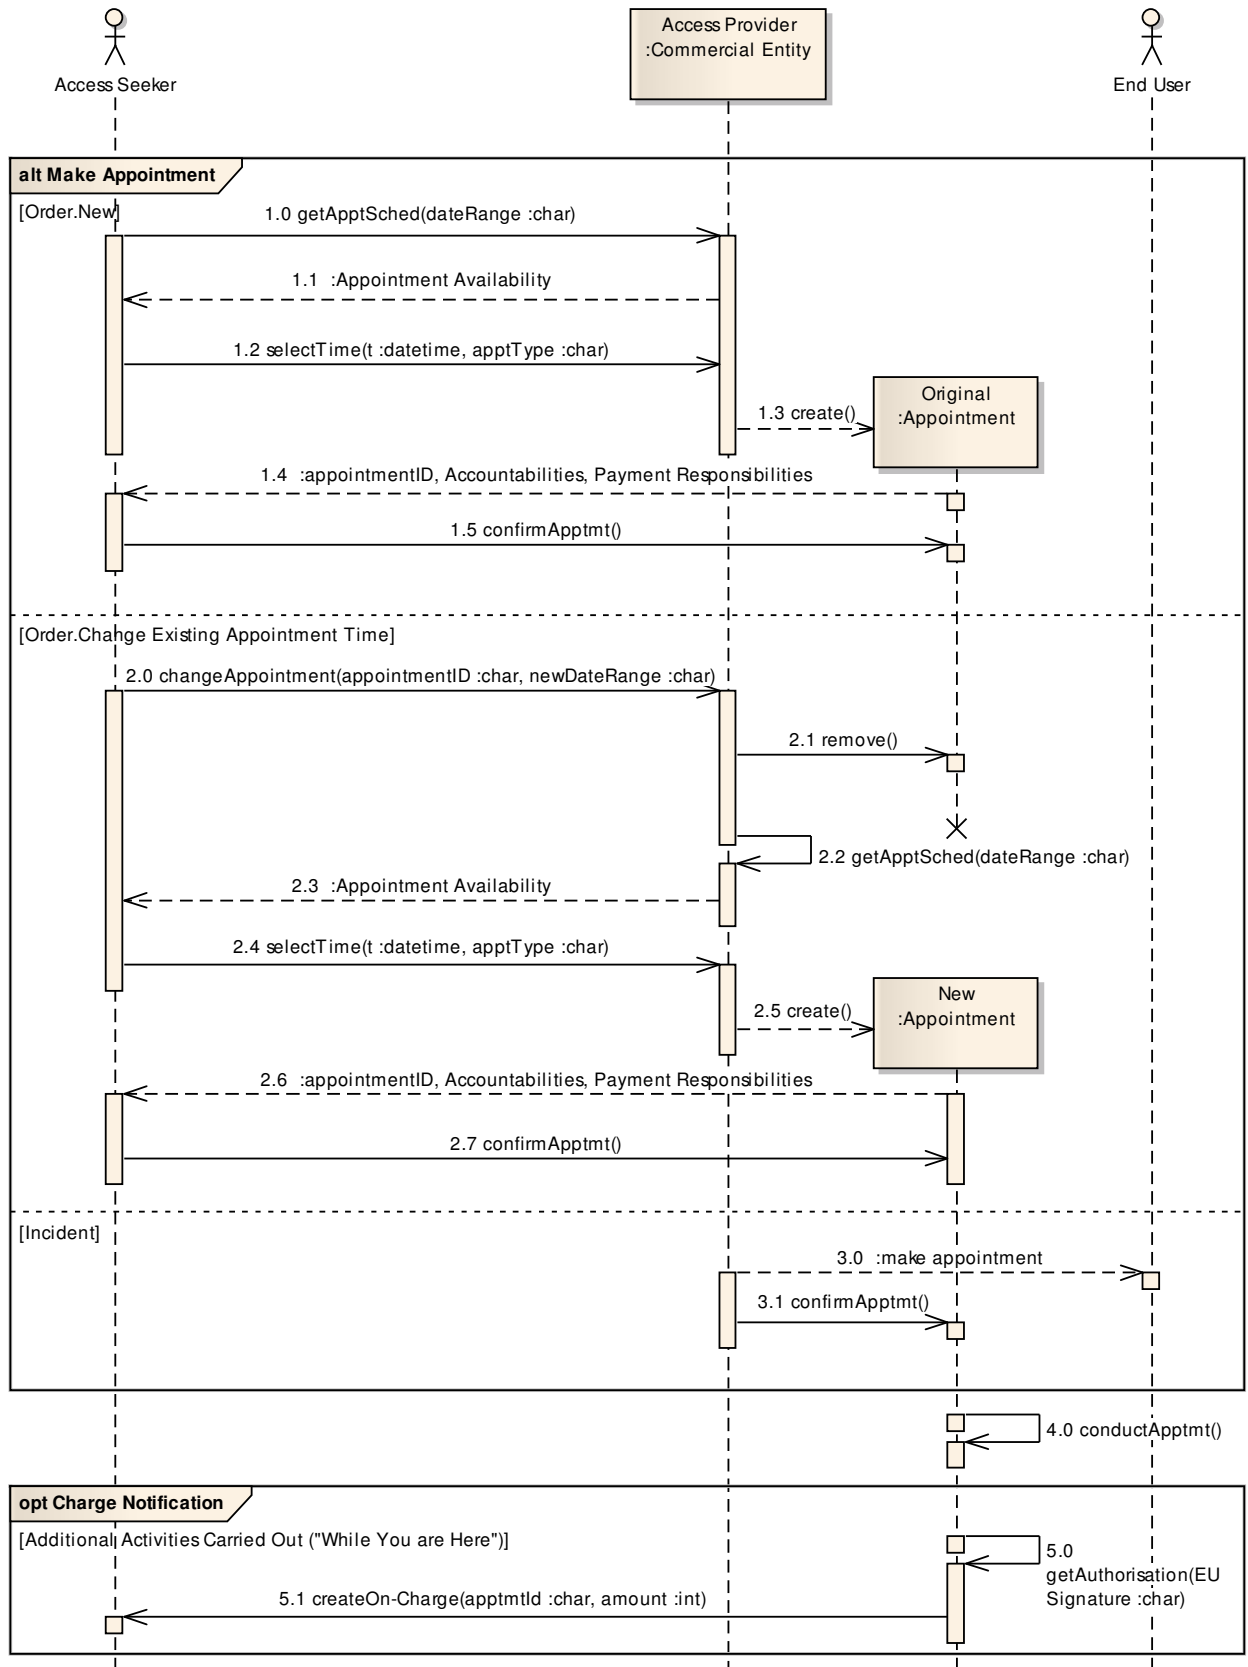 Access Seeker
Access Provider
:Commercial Entity
End User
alt Make Appointment
[Order.New]
1.0 getApptSched(dateRange :char)
1.1 :Appointment Availability
1.2 selectTime(t :datetime, apptType :char)
Original
:Appointment
1.3 create()
1.4 :appointmentID, Accountabilities, Payment Responsibilities
1.5 confirmApptmt()
[Order.Change Existing Appointment Time]
2.0 changeAppointment(appointmentID :char, newDateRange :char)
2.1 remove()
2.2 getApptSched(dateRange :char)
2.3 :Appointment Availability
2.4 selectTime(t :datetime, apptType :char)
New
:Appointment
2.5 create()
2.6 :appointmentID, Accountabilities, Payment Responsibilities
2.7 confirmApptmt()
[Incident]
3.0 :make appointment
3.1 confirmApptmt()
4.0 conductApptmt()
opt Charge Notification
[Additional Activities Carried Out ("While You are Here")]
5.0
getAuthorisation(EU
Signature :char)
5.1 createOn-Charge(apptmtId :char, amount :int)